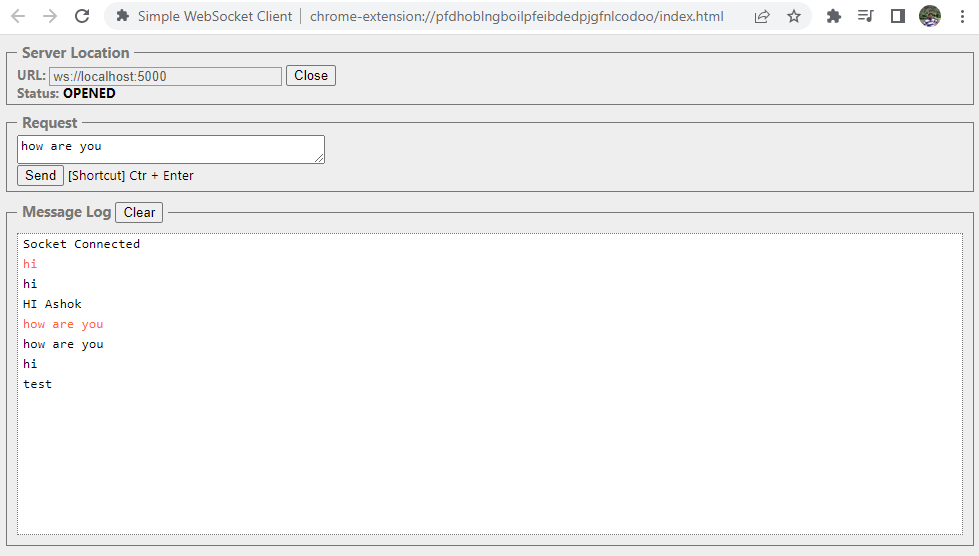 Simple WebSocket Client | chrome-extension://pfdhoblngboilpfeibdedpjgfnlcodoo/index.html
Server Location
URL: ws://localhost:5000 Close
Status: OPENED
Request
how are you
Send [Shortcut] Ctr + Enter
Message Log Clear
Socket Connected
hi
hi
HI Ashok
how are you
how are you
hi
test